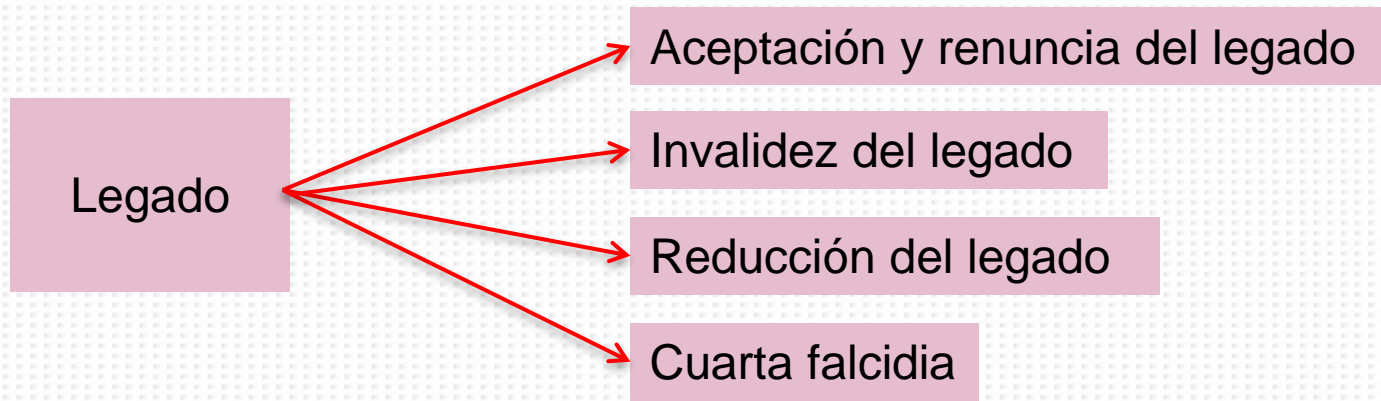 Legado
Aceptación y renuncia del legado
Invalidez del legado
Reducción del legado
Cuarta falcidia